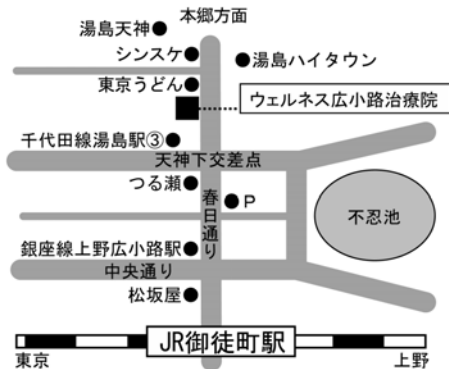 本郷方面
湯島天神
シンスケ
湯島ハイタウン
東京うどん
ウェルネス広小路治療院
千代田線湯島駅③
天神下交差点
つる瀬
春日通り
P
不忍池
銀座線上野広小路駅
中央通り
松坂屋
JR御徒町駅
東京
上野